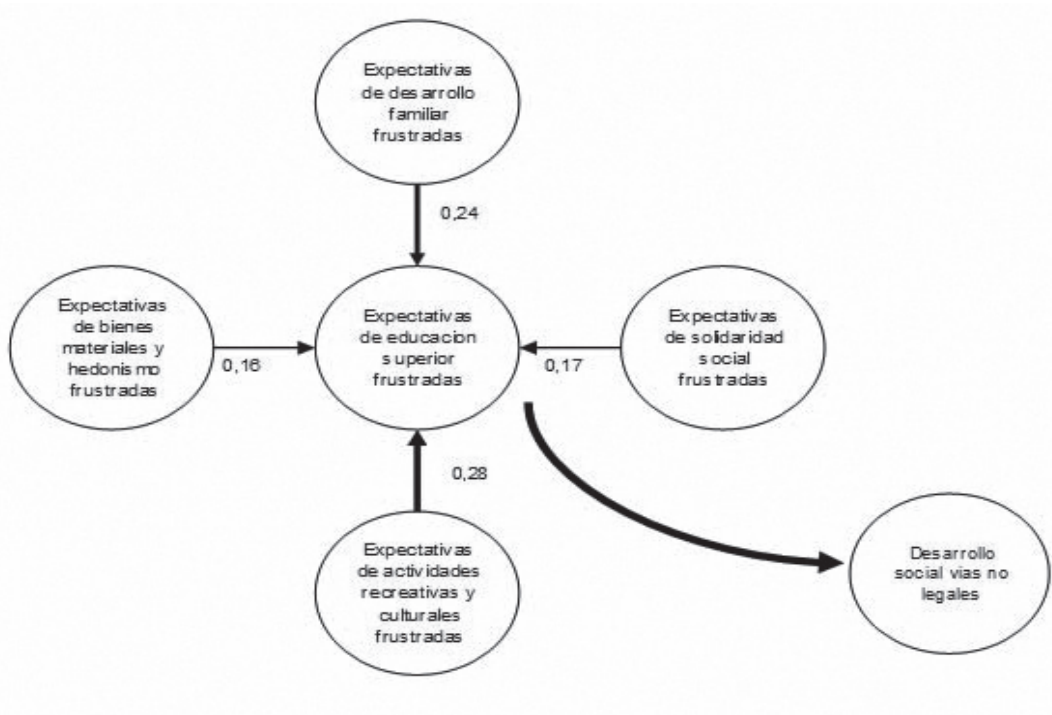 Expectativas
de desarrollo
familiar
frustradas
0,24
Expectativas
de bienes
materiales y
hedonismo
frustradas
0,16
Expectativas
de educacion
superior
frustradas
0,17
Expectativas
de solidaridad
social
frustradas
0,28
Expectativas
de actividades
recreativas y
culturales
frustradas
Desarrollo
social vias no
legales